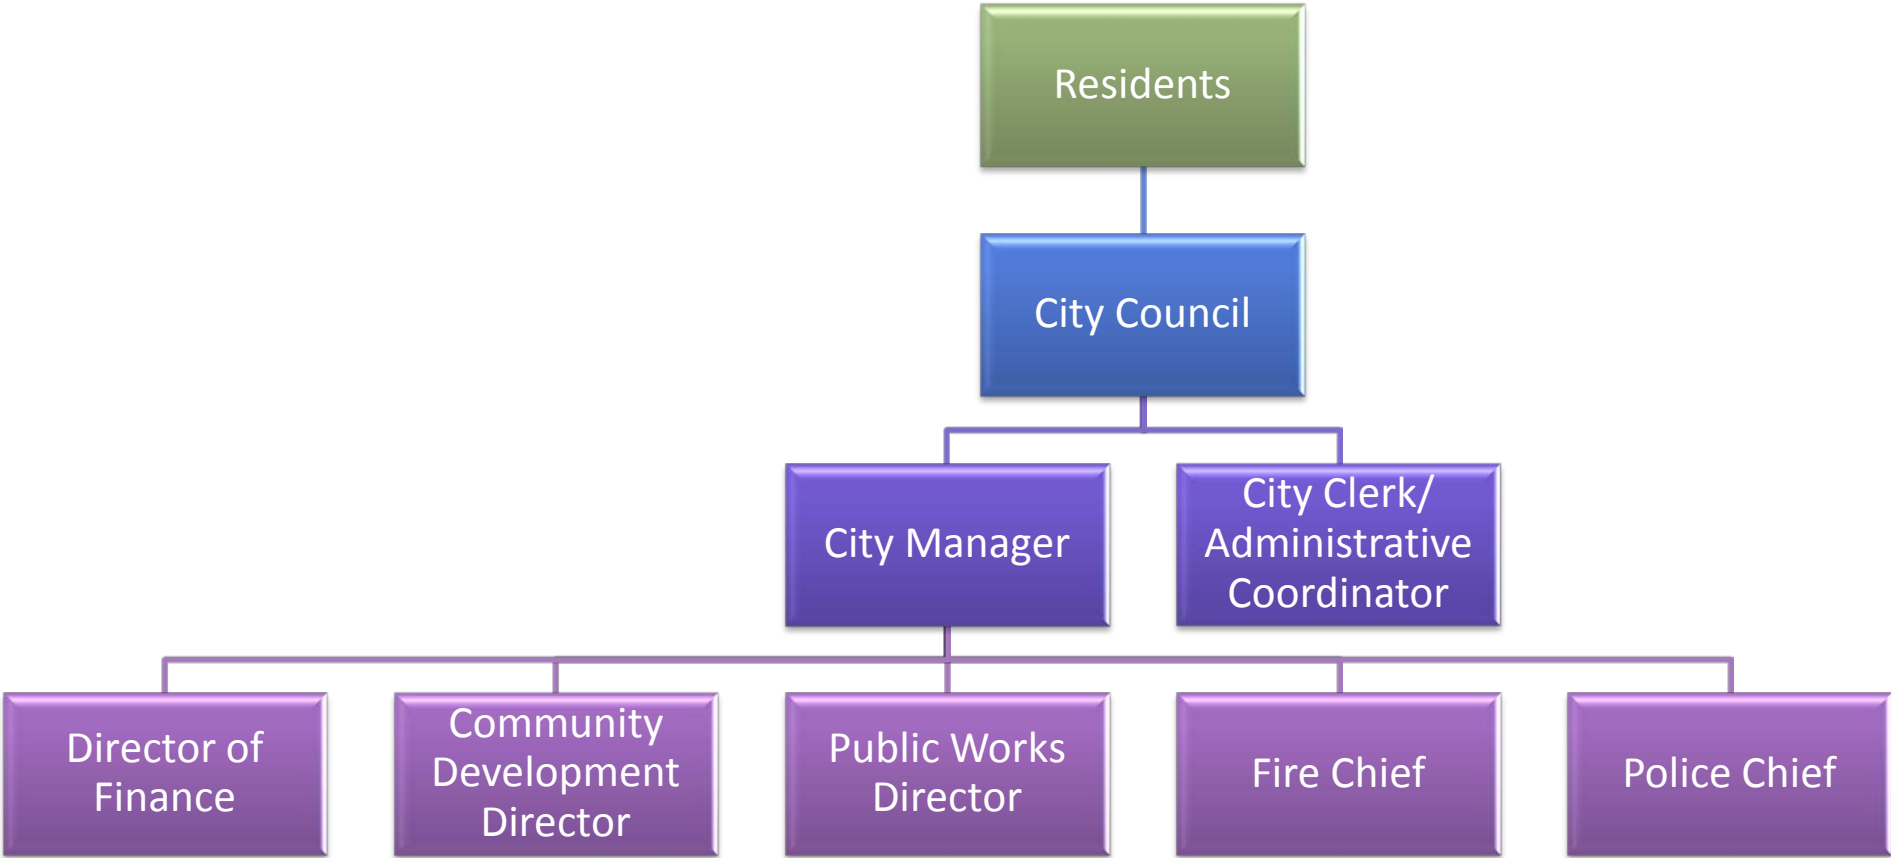 Residents
City Council
City Manager
City Clerk/
Administrative
Coordinator
Director of
Finance
Community
Development
Director
Public Works
Director
Fire Chief
Police Chief